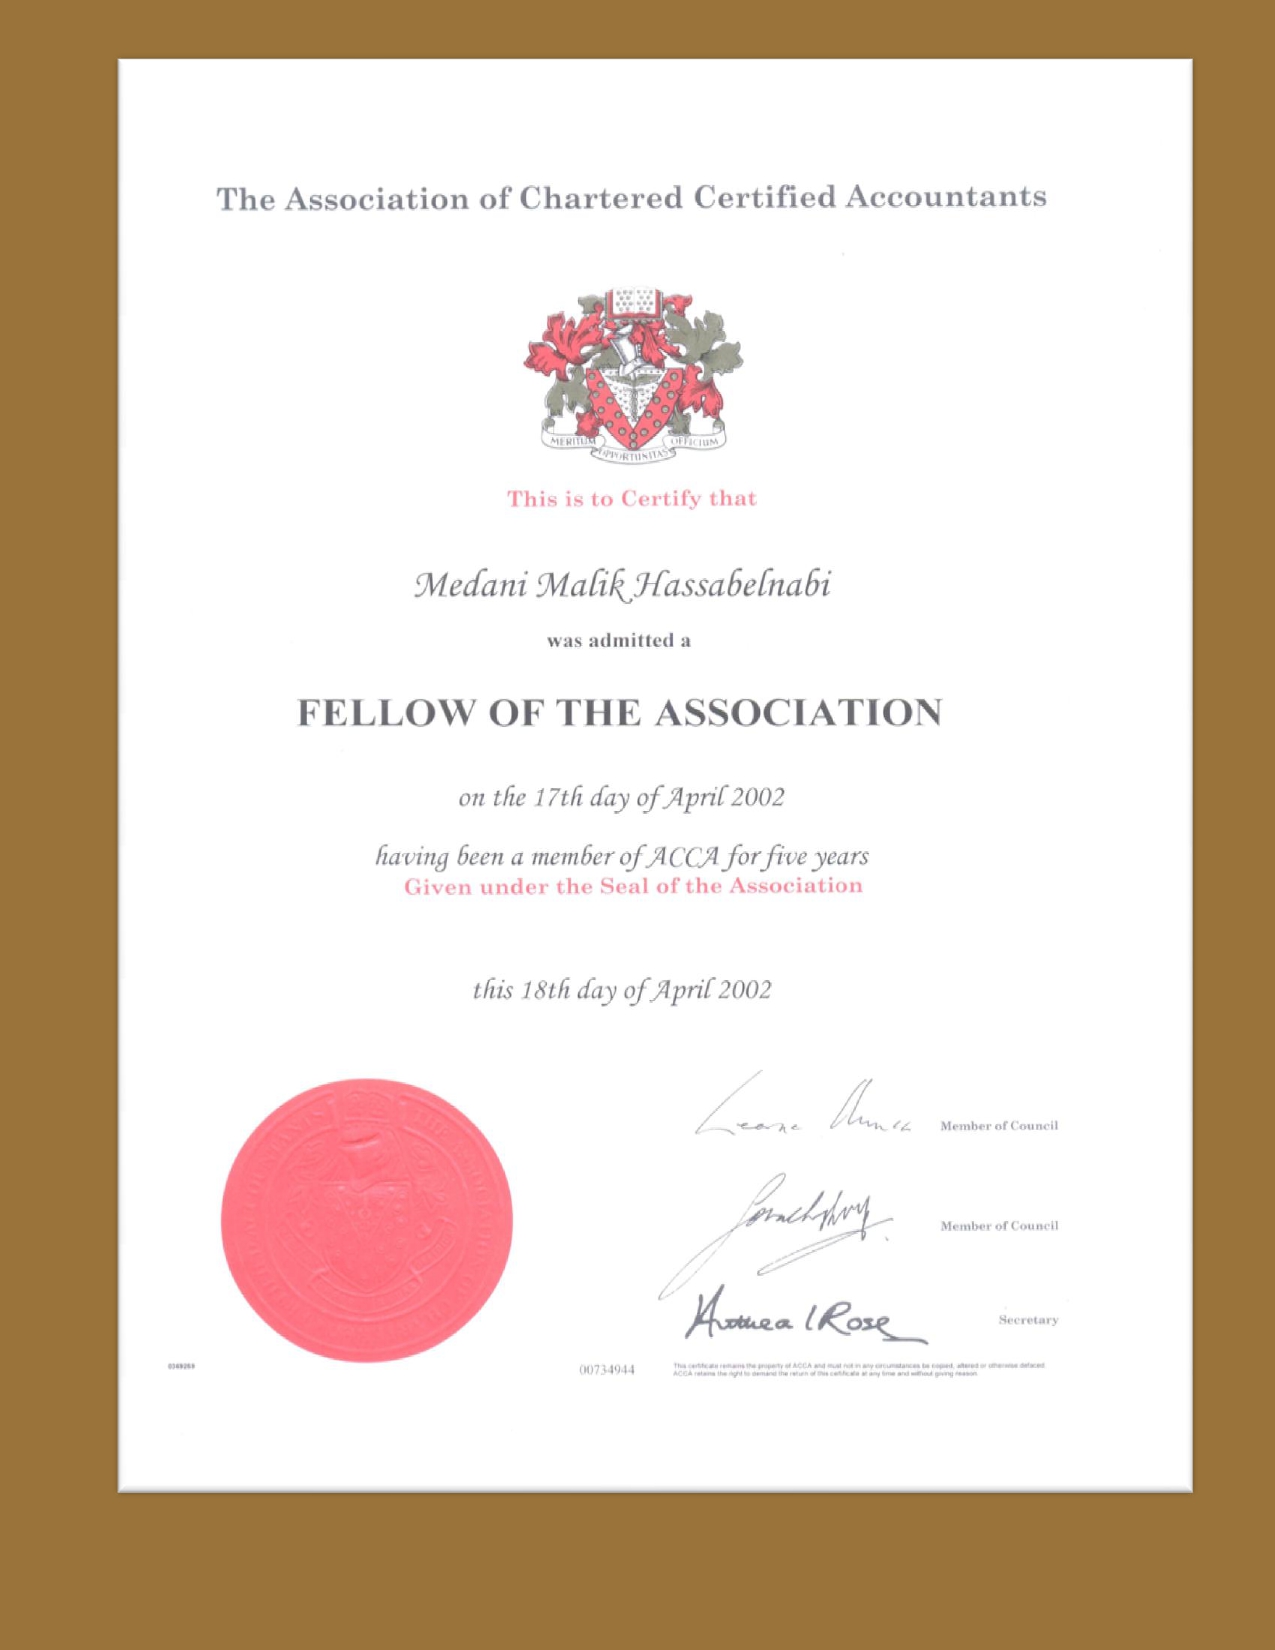 The Association of Chartered Certified Accountants
MERITUM
OPPORTUNITAS
OFFICIUM
This is to Certify that
Medani Malik Hassabelnabi
was admitted a
FELLOW OF THE ASSOCIATION
on the 17th day of April 2002
having been a member of ACCA for five years
Given under the Seal of the Association
this 18th day of April 2002
Member of Council
Member of Council
Anthea L Rose
Secretary
0349269
00734944
This certificate remains the property of ACCA and must not in any circumstances be copied, altered or otherwise defaced.
ACCA retains the right to demand the return of this certificate at any time and without giving reason